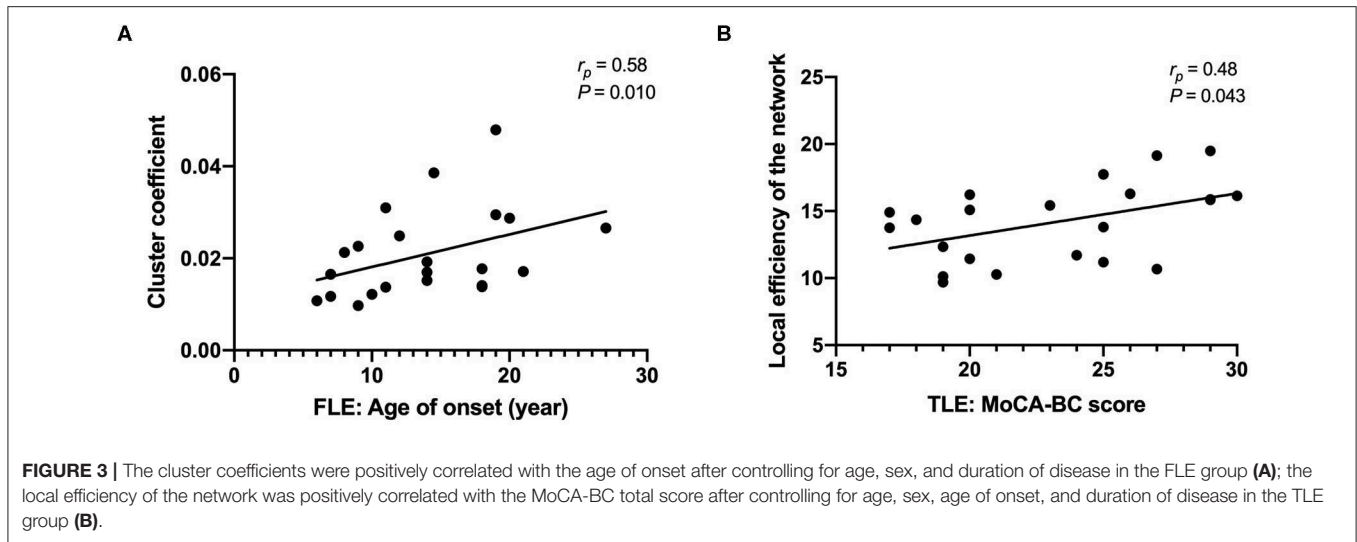 A
r_p = 0.58
P = 0.010
0.06
0.04
0.02
0.00
Cluster coefficient
0
10
20
30
FLE: Age of onset (year)
B
r_p = 0.48
P = 0.043
25
20
15
10
5
Local efficiency of the network
15
20
25
30
TLE: MoCA-BC score
FIGURE 3 | The cluster coefficients were positively correlated with the age of onset after controlling for age, sex, and duration of disease in the FLE group (A); the
local efficiency of the network was positively correlated with the MoCA-BC total score after controlling for age, sex, age of onset, and duration of disease in the TLE
group (B).